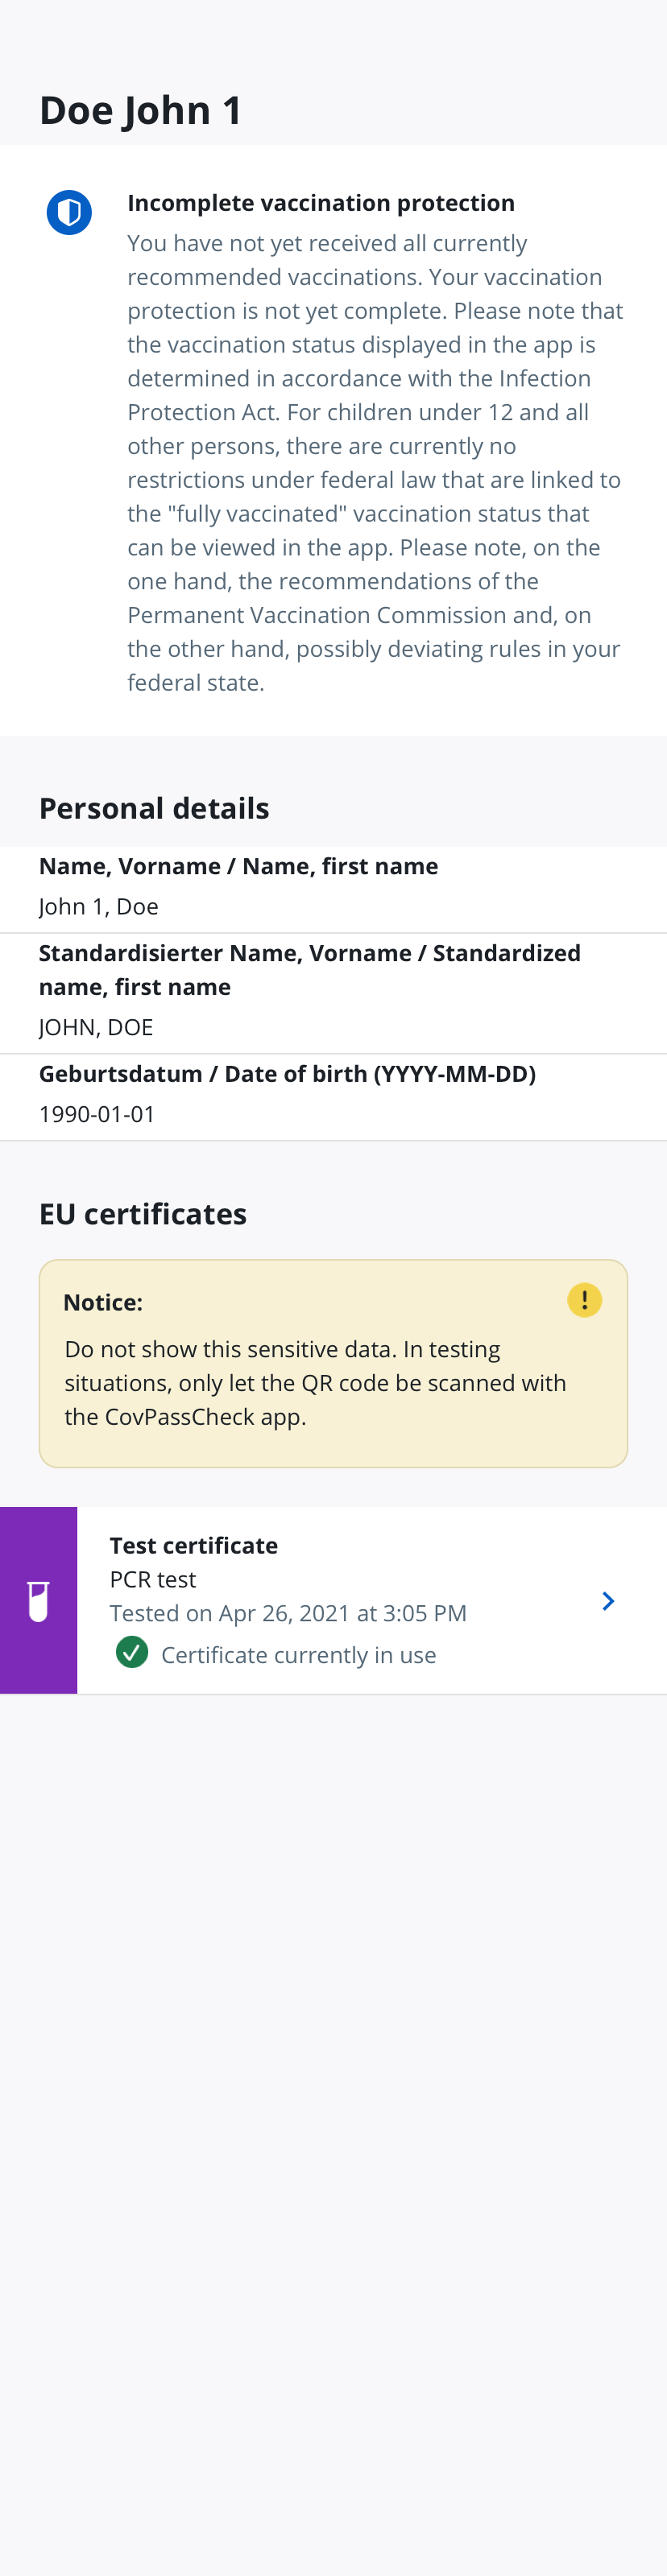 Doe John 1
Incomplete vaccination protection
You have not yet received all currently
recommended vaccinations. Your vaccination
protection is not yet complete. Please note that
the vaccination status displayed in the app is
determined in accordance with the Infection
Protection Act. For children under 12 and all
other persons, there are currently no
restrictions under federal law that are linked to
the "fully vaccinated" vaccination status that
can be viewed in the app. Please note, on the
one hand, the recommendations of the
Permanent Vaccination Commission and, on
the other hand, possibly deviating rules in your
federal state.
Personal details
Name, Vorname / Name, first name
John 1, Doe
Standardisierter Name, Vorname / Standardized
name, first name
JOHN, DOE
Geburtsdatum / Date of birth (YYYY-MM-DD)
1990-01-01
EU certificates
Notice:
Do not show this sensitive data. In testing
situations, only let the QR code be scanned with
the CovPassCheck app.
Test certificate
PCR test
Tested on Apr 26, 2021 at 3:05 PM
Certificate currently in use